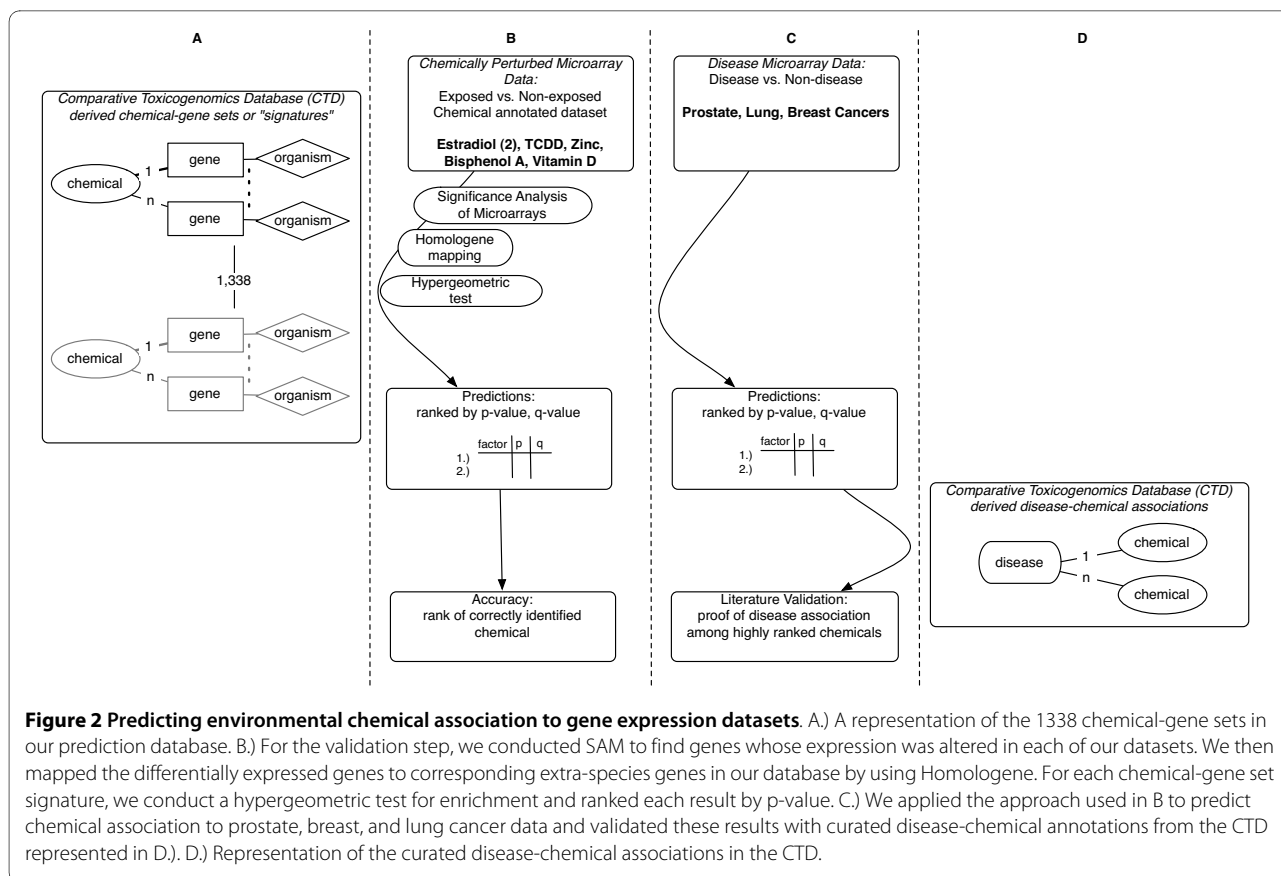 A
B
C
D
Comparative Toxicogenomics Database (CTD)
derived chemical-gene sets or "signatures"
chemical
1
gene
organism
n
gene
organism
1,338
chemical
1
gene
organism
n
gene
organism
Chemically Perturbed Microarray
Data:
Exposed vs. Non-exposed
Chemical annotated dataset
Estradiol (2), TCDD, Zinc,
Bisphenol A, Vitamin D
Significance Analysis
of Microarrays
Homologene
mapping
Hypergeometric
test
Predictions:
ranked by p-value, q-value
factor p q
1.)
2.)
Accuracy:
rank of correctly identified
chemical
Disease Microarray Data:
Disease vs. Non-disease
Prostate, Lung, Breast Cancers
Predictions:
ranked by p-value, q-value
factor p q
1.)
2.)
Literature Validation:
proof of disease association
among highly ranked chemicals
Comparative Toxicogenomics Database (CTD)
derived disease-chemical associations
disease
1
chemical
n
chemical
Figure 2 Predicting environmental chemical association to gene expression datasets. A.) A representation of the 1338 chemical-gene sets in
our prediction database. B.) For the validation step, we conducted SAM to find genes whose expression was altered in each of our datasets. We then
mapped the differentially expressed genes to corresponding extra-species genes in our database by using Homologene. For each chemical-gene set
signature, we conduct a hypergeometric test for enrichment and ranked each result by p-value. C.) We applied the approach used in B to predict
chemical association to prostate, breast, and lung cancer data and validated these results with curated disease-chemical annotations from the CTD
represented in D.). D.) Representation of the curated disease-chemical associations in the CTD.